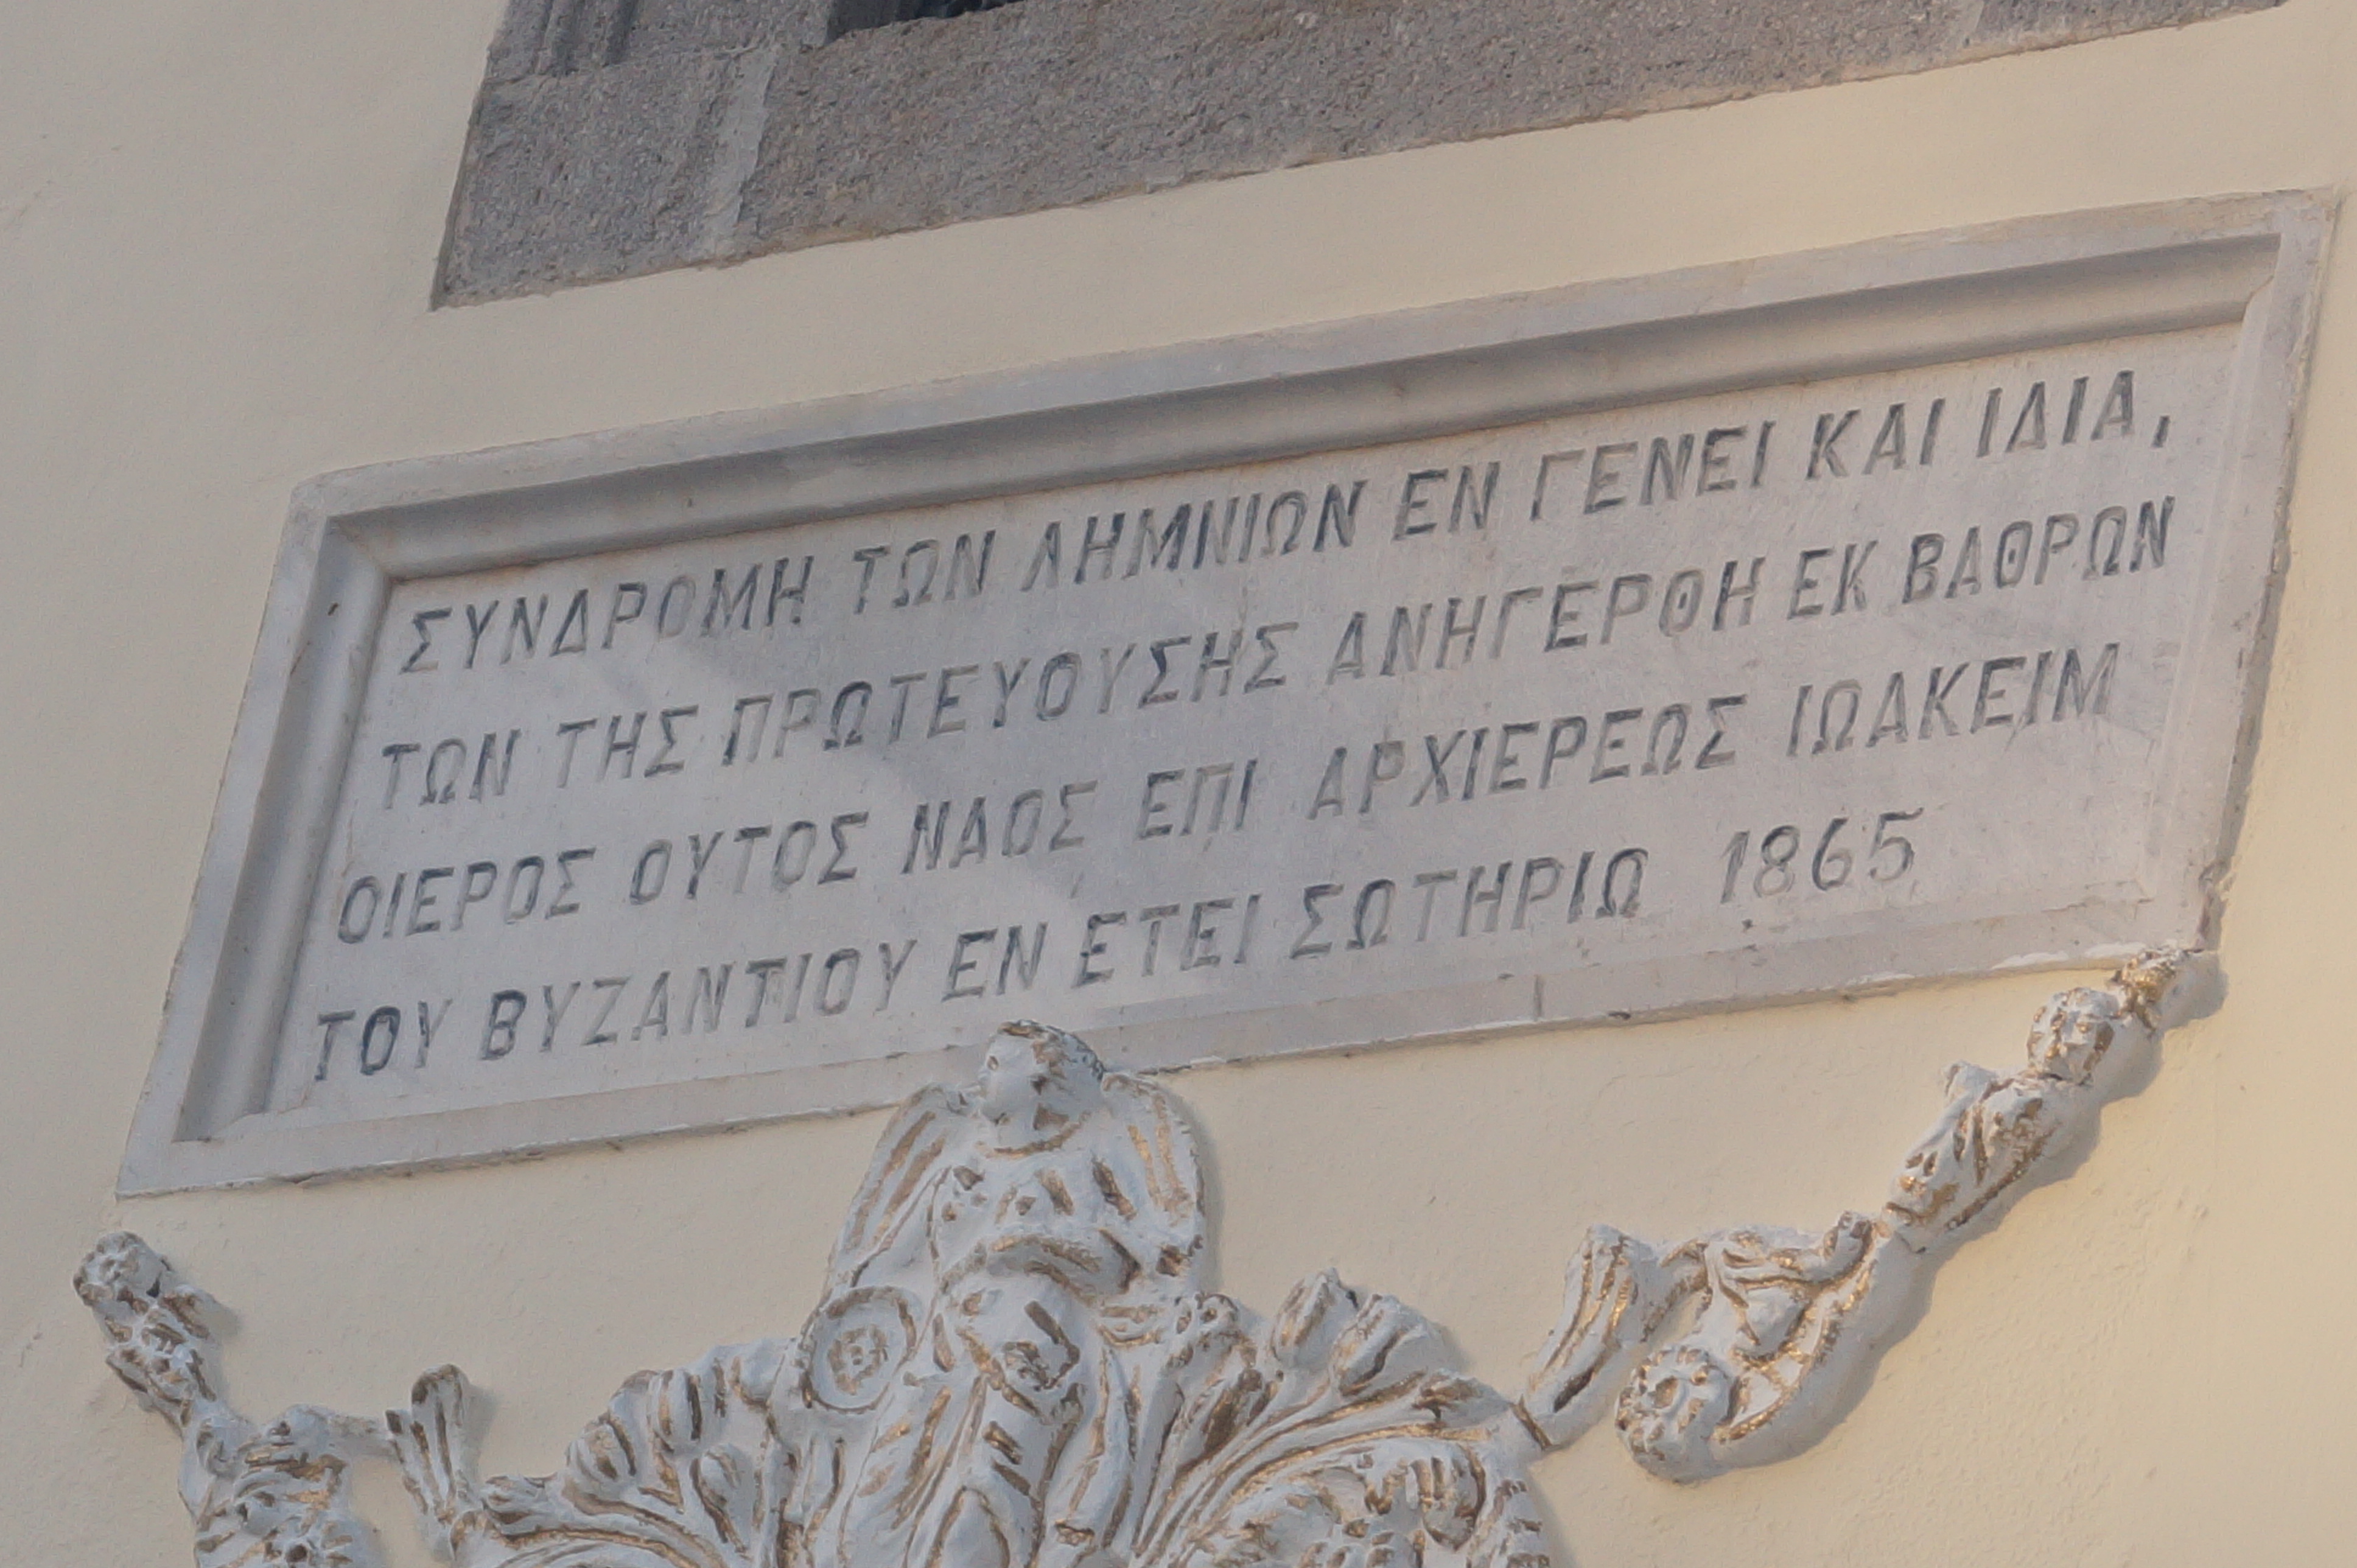 ΣΥΝΔΡΟΜΗ ΤΩΝ ΛΗΜΝΙΩΝ ΕΝ ΓΕΝΕΙ ΚΑΙ ΙΔΙΑ,
ΤΩΝ ΤΗΣ ΠΡΩΤΕΥΟΥΣΗΣ ΑΝΗΓΕΡΘΗ ΕΚ ΒΑΘΡΩΝ
ΟΙΕΡΟΣ ΟΥΤΟΣ ΝΑΟΣ ΕΠΙ ΑΡΧΙΕΡΕΩΣ ΙΩΑΚΕΙΜ
ΤΟΥ ΒΥΖΑΝΤΙΟΥ ΕΝ ΕΤΕΙ ΣΩΤΗΡΙΩ 1865